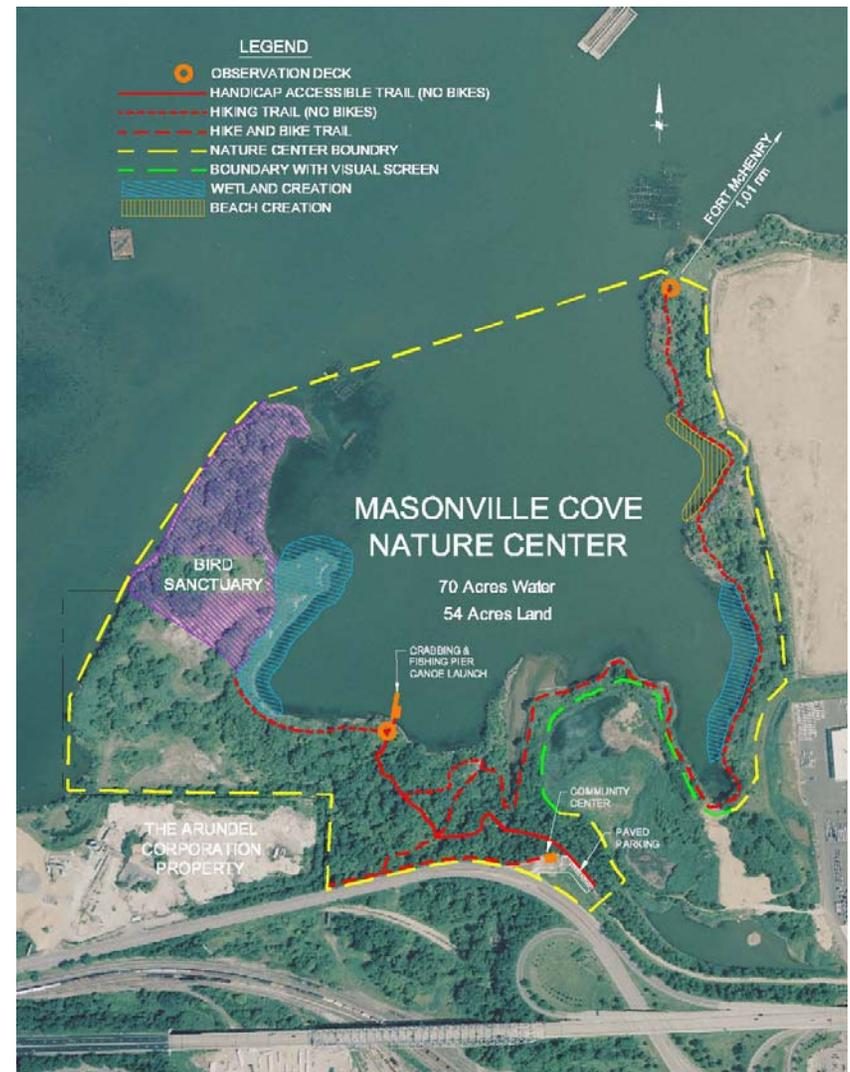 LEGEND
OBSERVATION DECK
HANDICAP ACCESSIBLE TRAIL (NO BIKES)
HIKING TRAIL (NO BIKES)
HIKE AND BIKE TRAIL
NATURE CENTER BOUNDRY
BOUNDARY WITH VISUAL SCREEN
WETLAND CREATION
BEACH CREATION
FORT McHENRY
1.01 nm
MASONVILLE COVE
NATURE CENTER
70 Acres Water
54 Acres Land
BIRD
SANCTUARY
CRABBING &
FISHING PIER
CANOE LAUNCH
COMMUNITY
CENTER
PAVED
PARKING
THE ARUNDEL
CORPORATION
PROPERTY